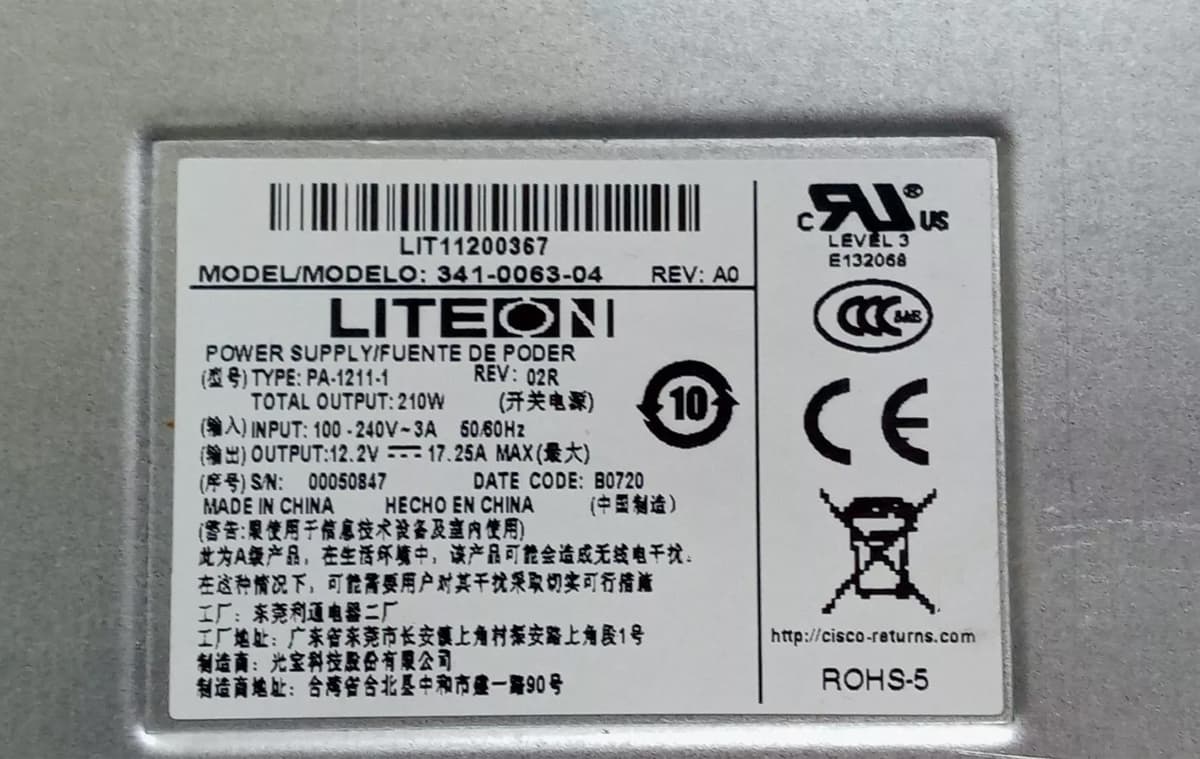 LIT11200367
MODEL/MODELO: 341-0063-04 REV: A0
LITEON
POWER SUPPLY/FUENTE DE PODER
(型号) TYPE: PA-1211-1 REV: 02R
TOTAL OUTPUT: 210W (开关电源)
(输入) INPUT: 100 - 240V ~ 3A 50/60Hz
(输出) OUTPUT:12.2V ⎓ 17.25A MAX(最大)
(序号) S/N: 00050847 DATE CODE: B0720
MADE IN CHINA HECHO EN CHINA (中国制造)
(警告:限使用于信息技术设备及室内使用)
此为A级产品，在生活环境中，该产品可能会造成无线电干扰.
在这种情况下，可能需要用户对其干扰采取切实可行措施
工厂: 东莞利通电器二厂
工厂地址: 广东省东莞市长安镇上角村振安路上角段1号
制造商: 光宝科技股份有限公司
制造商地址: 台湾省台北县中和市盛一路90号
10
C RU ® US
LEVEL 3
E132068
CCC S&E
CE
http://cisco-returns.com
ROHS-5